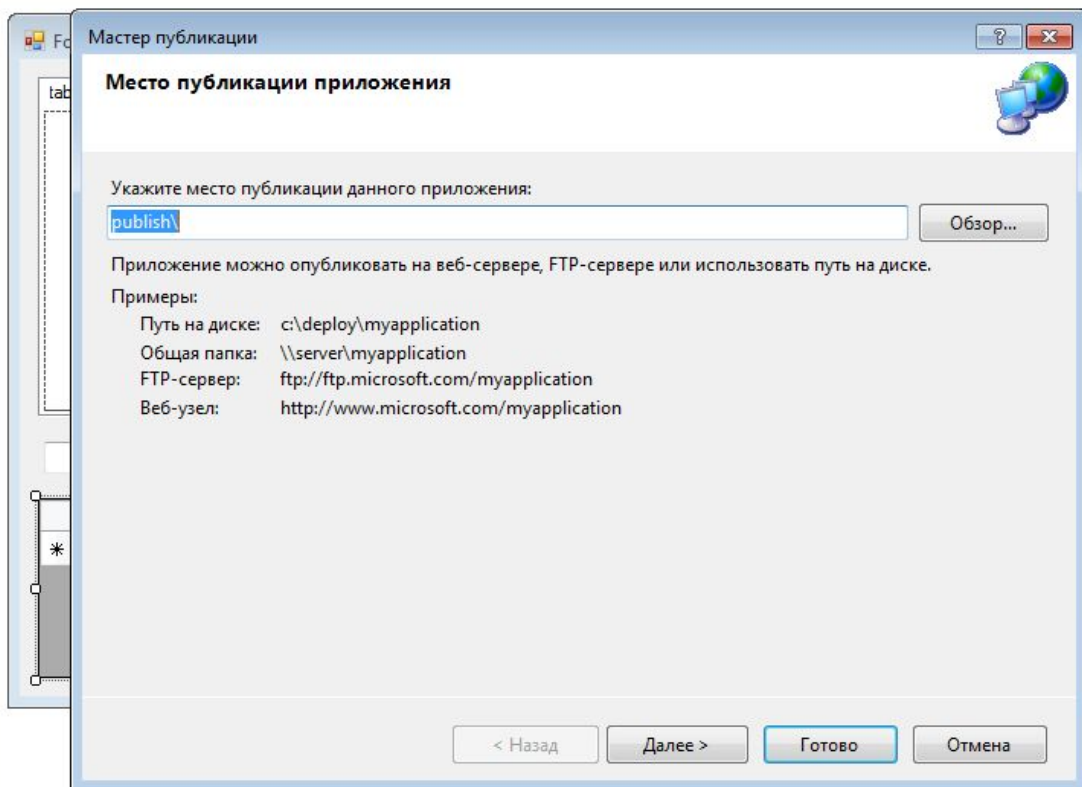 Fo
Мастер публикации
Место публикации приложения
tab
Укажите место публикации данного приложения:
publish\
Обзор...
Приложение можно опубликовать на веб-сервере, FTP-сервере или использовать путь на диске.
Примеры:
Путь на диске: c:\deploy\myapplication
Общая папка: \\server\myapplication
FTP-сервер: ftp://ftp.microsoft.com/myapplication
Веб-узел: http://www.microsoft.com/myapplication
< Назад
Далее >
Готово
Отмена